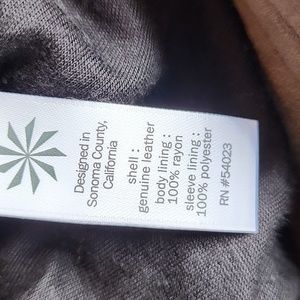 Designed in
Sonoma County,
California
shell :
genuine leather
body lining :
100% rayon
sleeve lining :
100% polyester
RN #54023